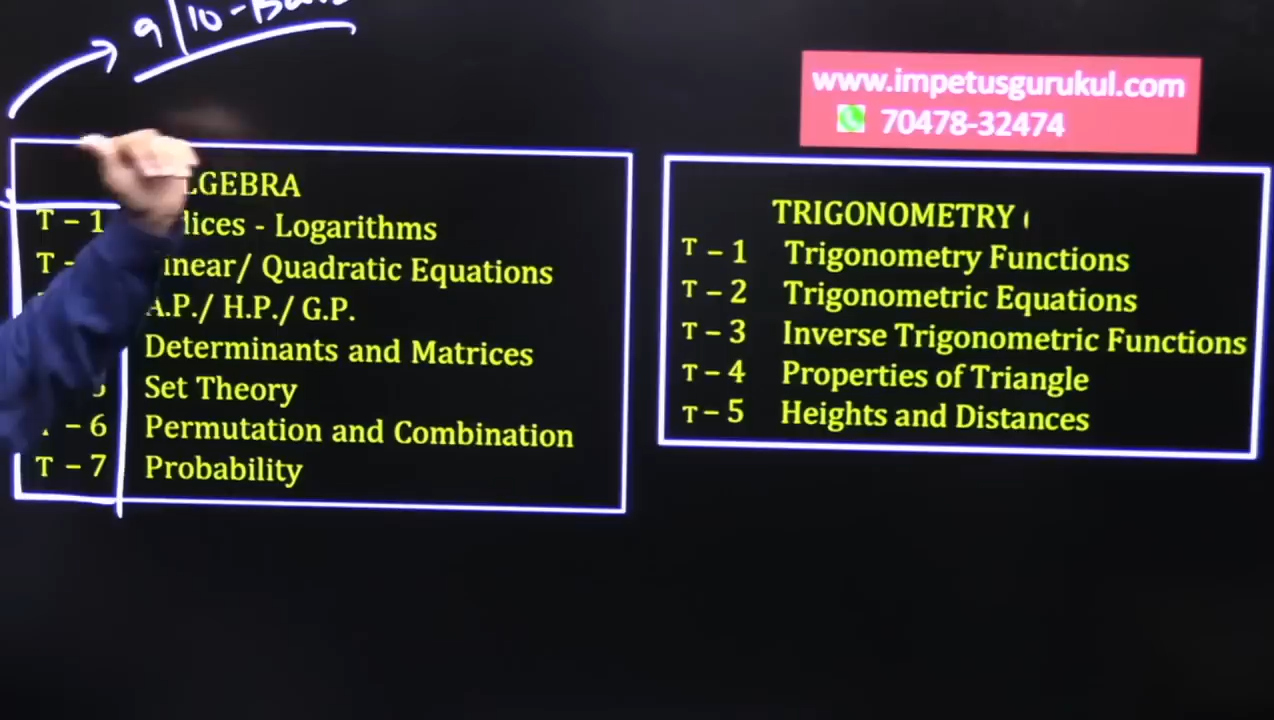 9/10-
www.impetusgurukul.com
70478-32474
LGEBRA
T – 1 dices - Logarithms
T – inear/ Quadratic Equations
A.P./ H.P./ G.P.
Determinants and Matrices
Set Theory
– 6 Permutation and Combination
T – 7 Probability
TRIGONOMETRY (
T – 1 Trigonometry Functions
T – 2 Trigonometric Equations
T – 3 Inverse Trigonometric Functions
T – 4 Properties of Triangle
T – 5 Heights and Distances